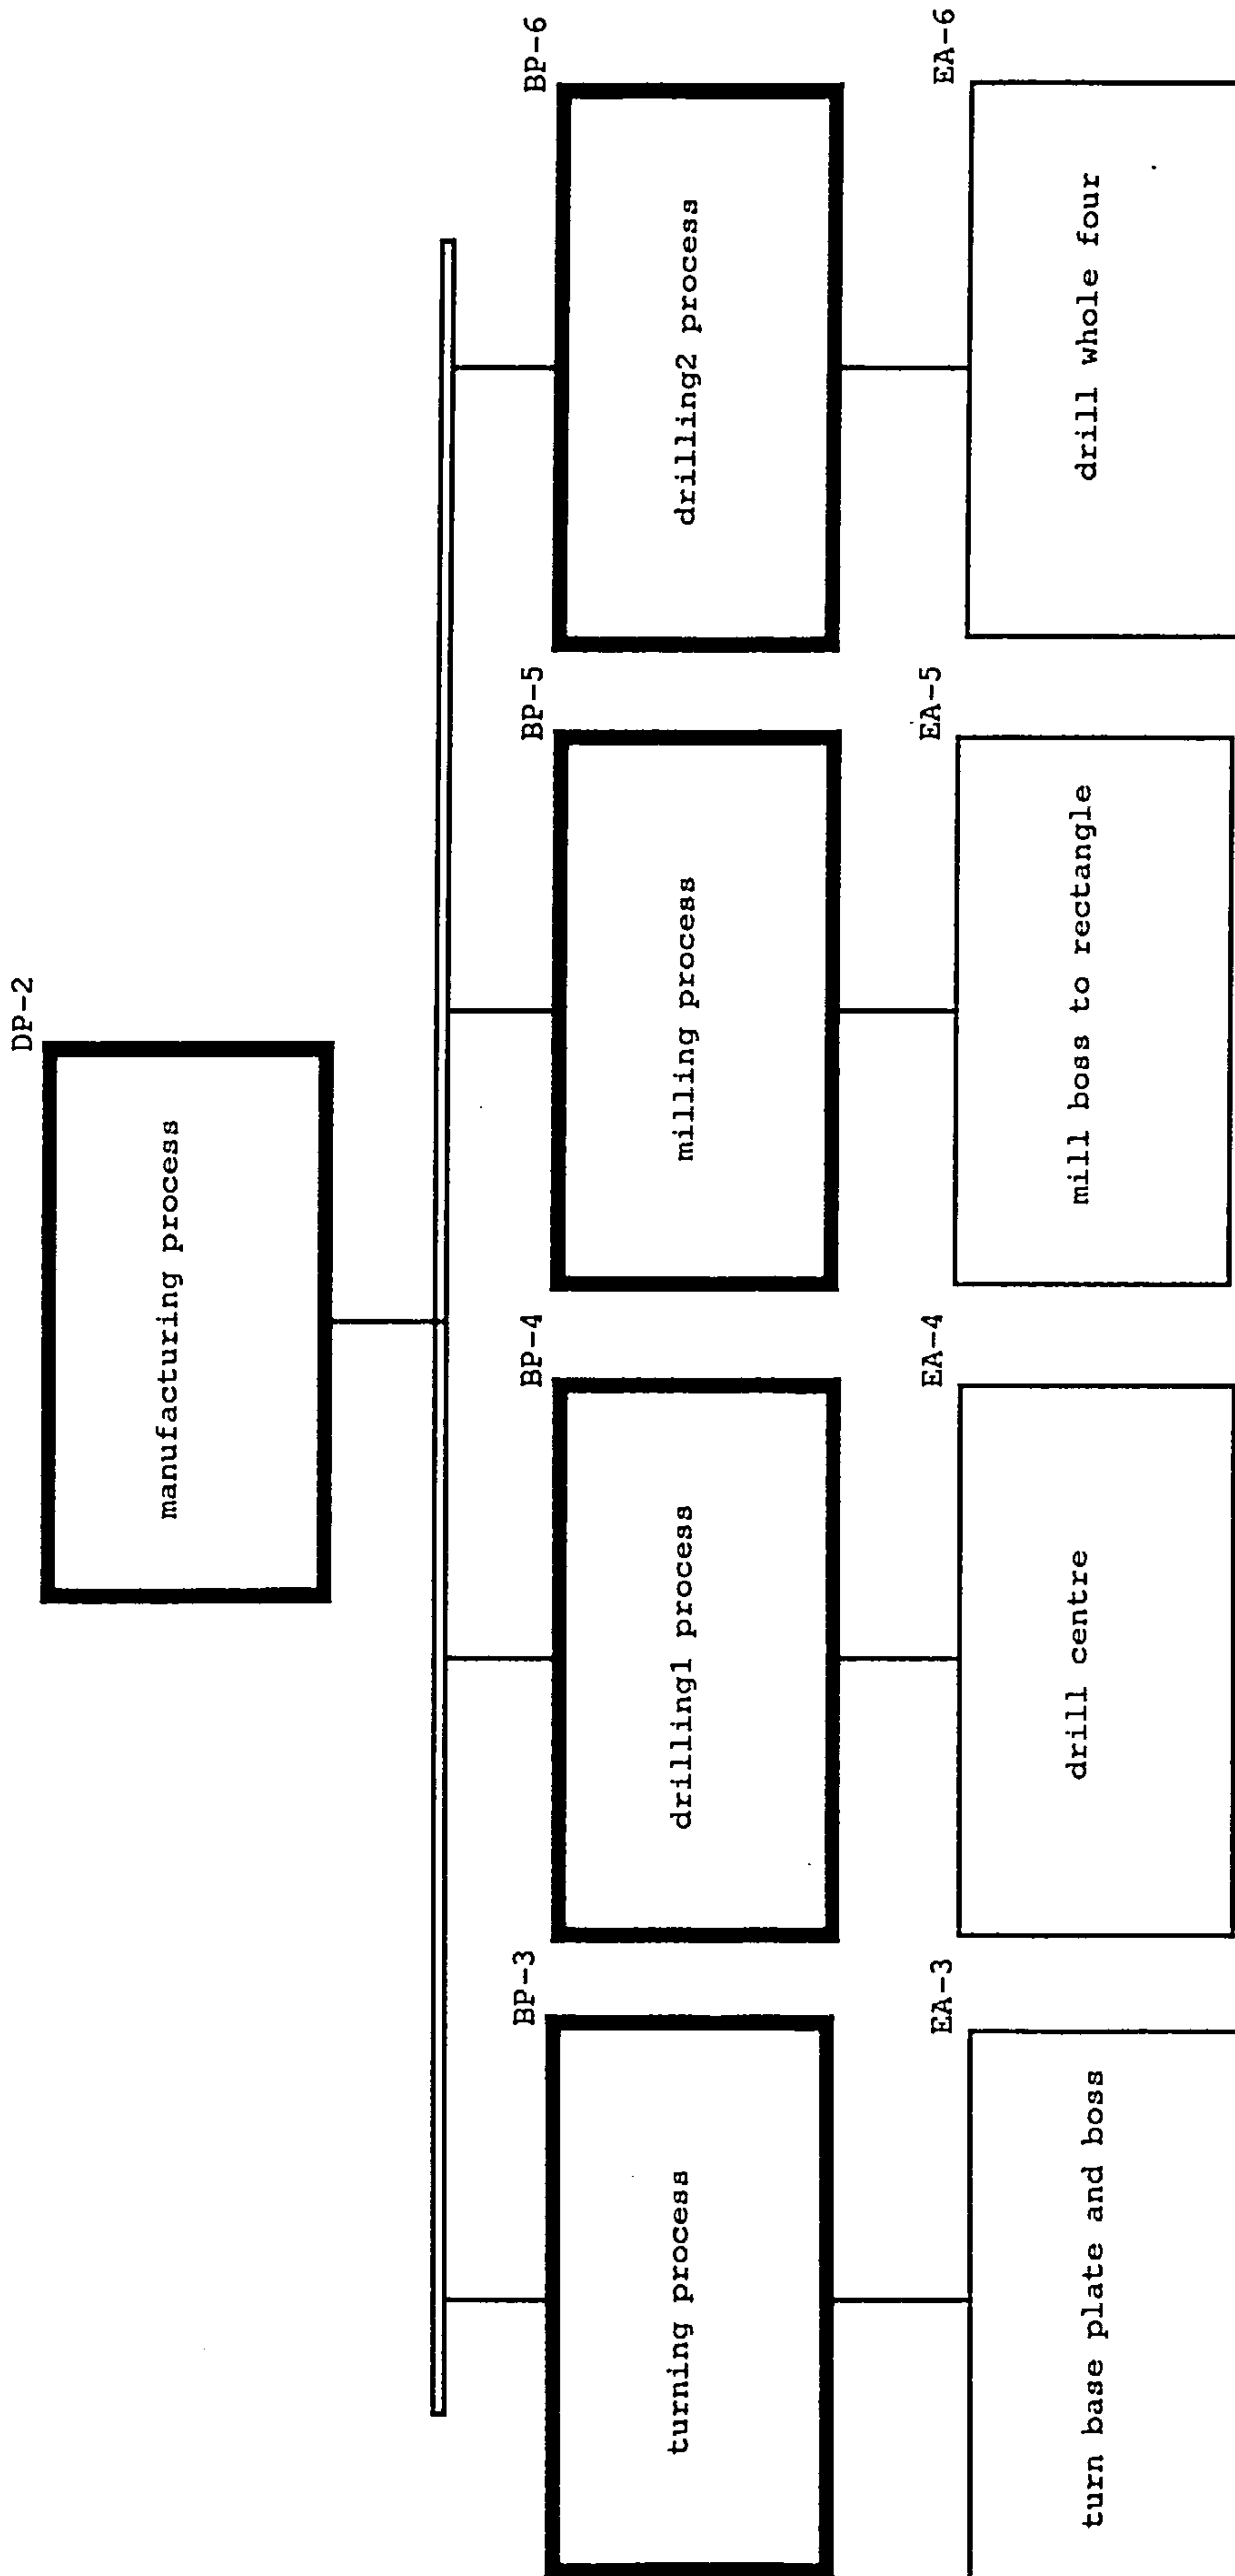 DP-2
manufacturing process
BP-3
BP-4
BP-5
BP-6
turning process
drilling1 process
milling process
drilling2 process
EA-3
EA-4
EA-5
EA-6
turn base plate and boss
drill centre
mill boss to rectangle
drill whole four